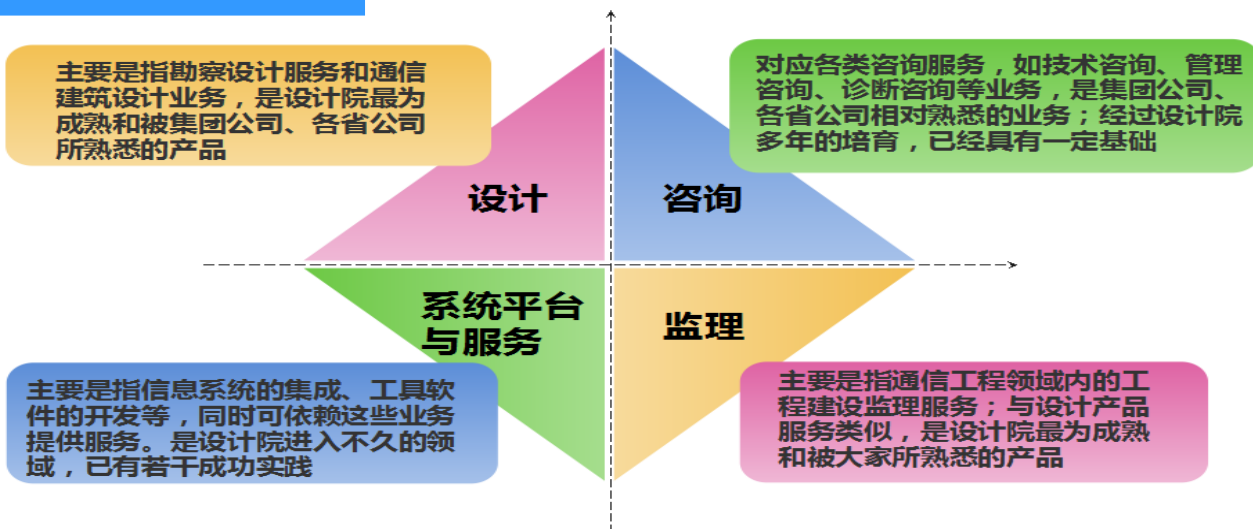 主要是指勘察设计服务和通信
建筑设计业务，是设计院最为
成熟和被集团公司、各省公司
所熟悉的产品
对应各类咨询服务，如技术咨询、管理
咨询、诊断咨询等业务，是集团公司、
各省公司相对熟悉的业务；经过设计院
多年的培育，已经具有一定基础
设计
咨询
系统平台
与服务
监理
主要是指信息系统的集成、工具软
件的开发等，同时可依赖这些业务
提供服务。是设计院进入不久的领
域，已有若干成功实践
主要是指通信工程领域内的工
程建设监理服务；与设计产品
服务类似，是设计院最为成熟
和被大家所熟悉的产品